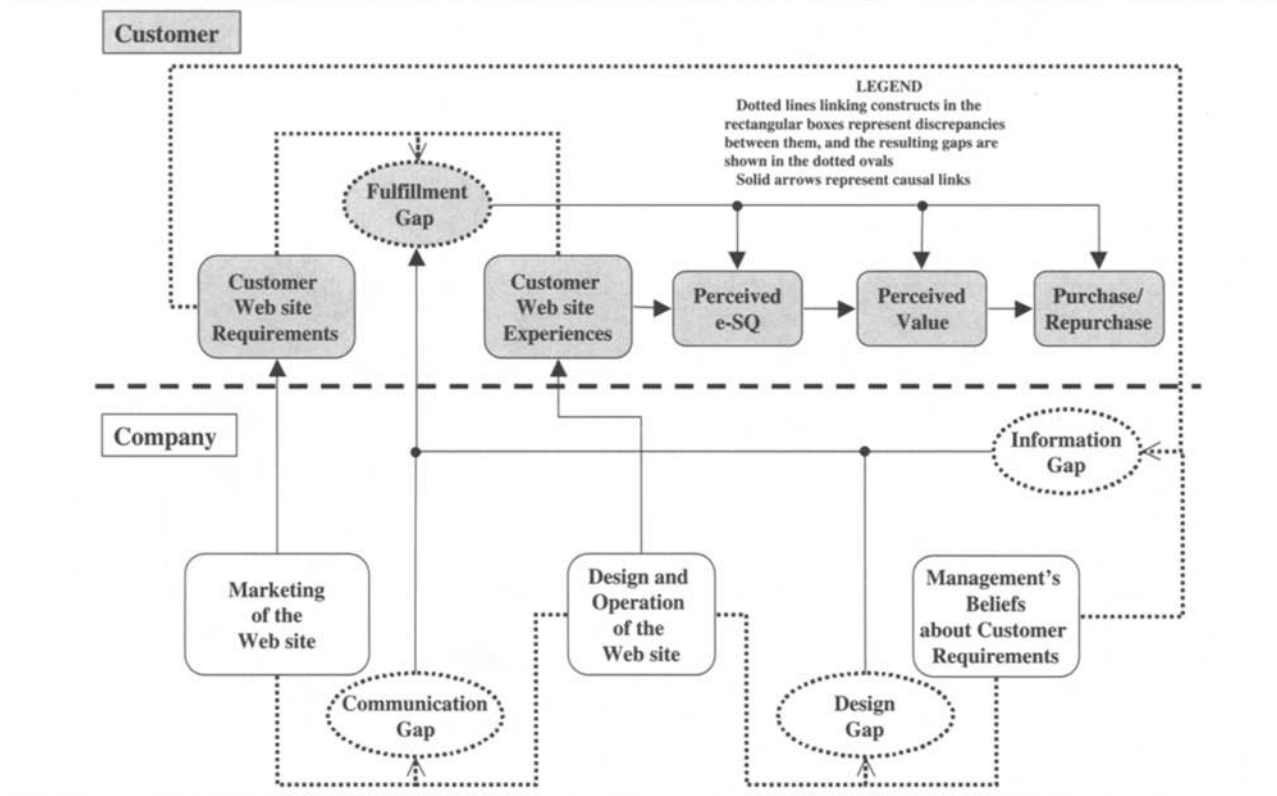 Customer
LEGEND
Dotted lines linking constructs in the
rectangular boxes represent discrepancies
between them, and the resulting gaps are
shown in the dotted ovals
Solid arrows represent causal links
Fulfillment
Gap
Customer
Web site
Requirements
Customer
Web site
Experiences
Perceived
e-SQ
Perceived
Value
Purchase/
Repurchase
Company
Information
Gap
Marketing
of the
Web site
Design and
Operation
of the
Web site
Management's
Beliefs
about Customer
Requirements
Communication
Gap
Design
Gap